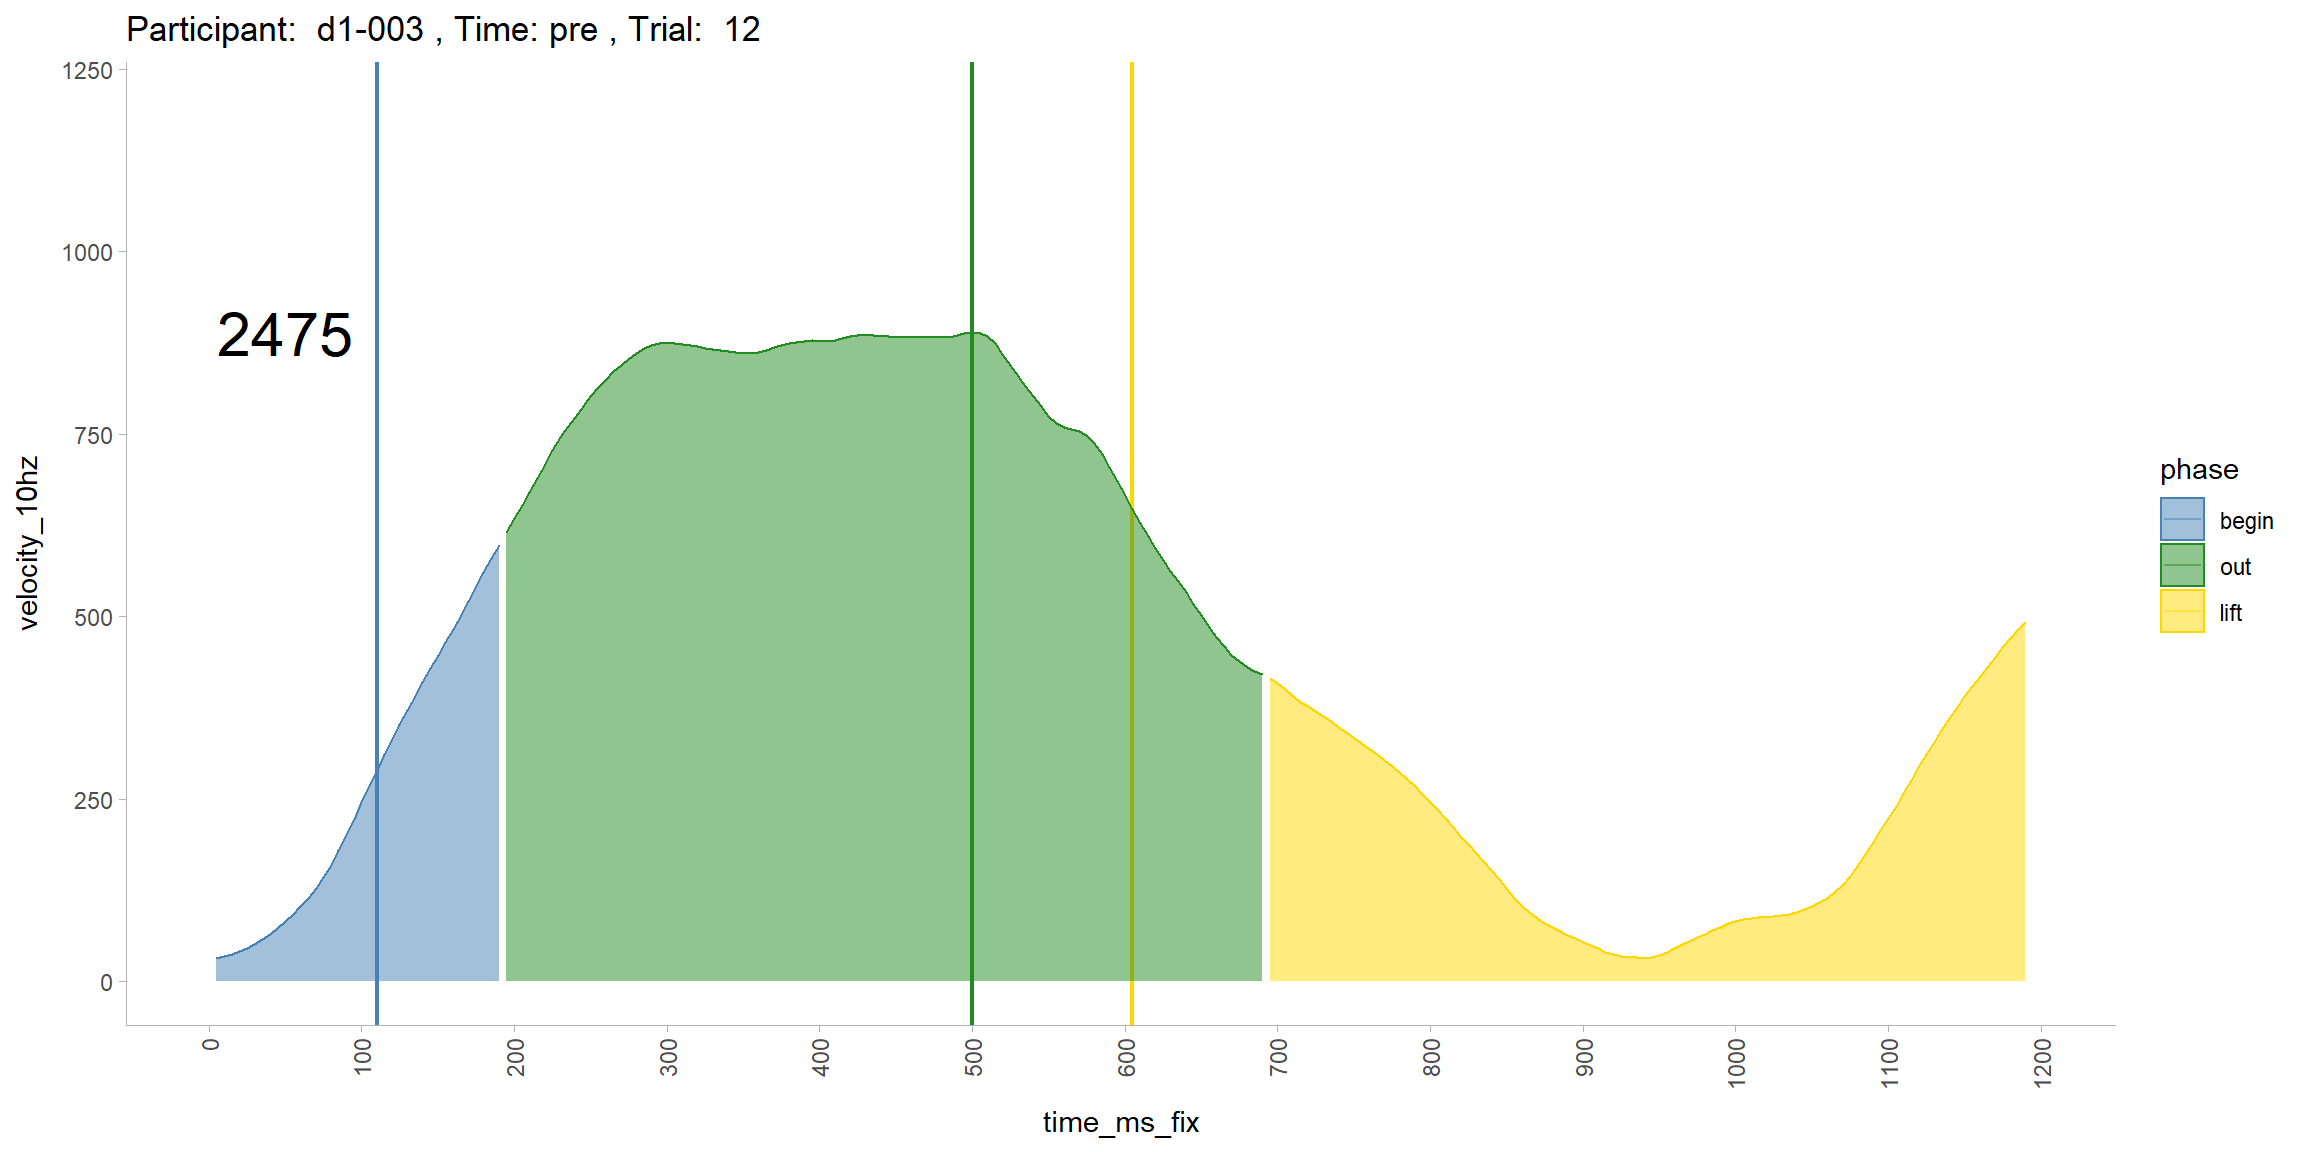 Participant:  d1-003 , Time: pre , Trial:  12
1250
1000
750
500
250
0
velocity_10hz
2475
0
100
200
300
400
500
600
700
800
900
1000
1100
1200
time_ms_fix
phase
begin
out
lift